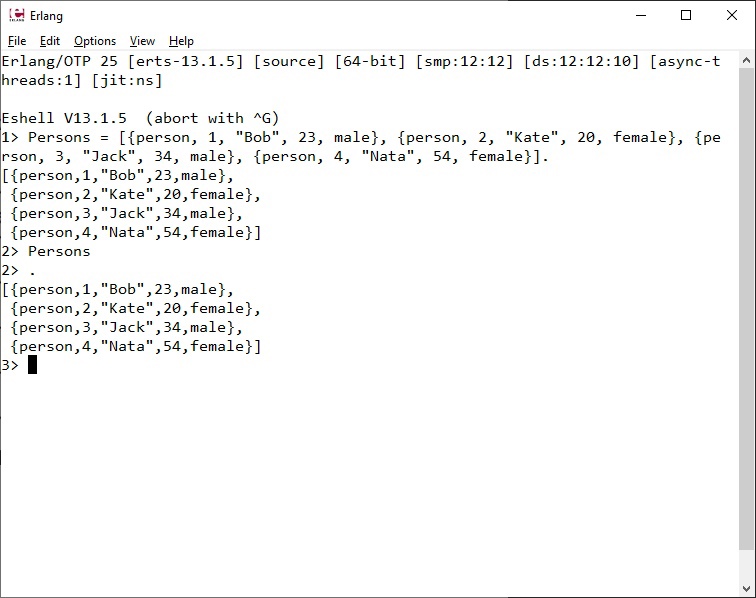 Erlang
File Edit Options View Help
Erlang/OTP 25 [erts-13.1.5] [source] [64-bit] [smp:12:12] [ds:12:12:10] [async-t
hreads:1] [jit:ns]
Eshell V13.1.5  (abort with ^G)
1> Persons = [{person, 1, "Bob", 23, male}, {person, 2, "Kate", 20, female}, {pe
rson, 3, "Jack", 34, male}, {person, 4, "Nata", 54, female}].
[{person,1,"Bob",23,male},
 {person,2,"Kate",20,female},
 {person,3,"Jack",34,male},
 {person,4,"Nata",54,female}]
2> Persons
2> .
[{person,1,"Bob",23,male},
 {person,2,"Kate",20,female},
 {person,3,"Jack",34,male},
 {person,4,"Nata",54,female}]
3>